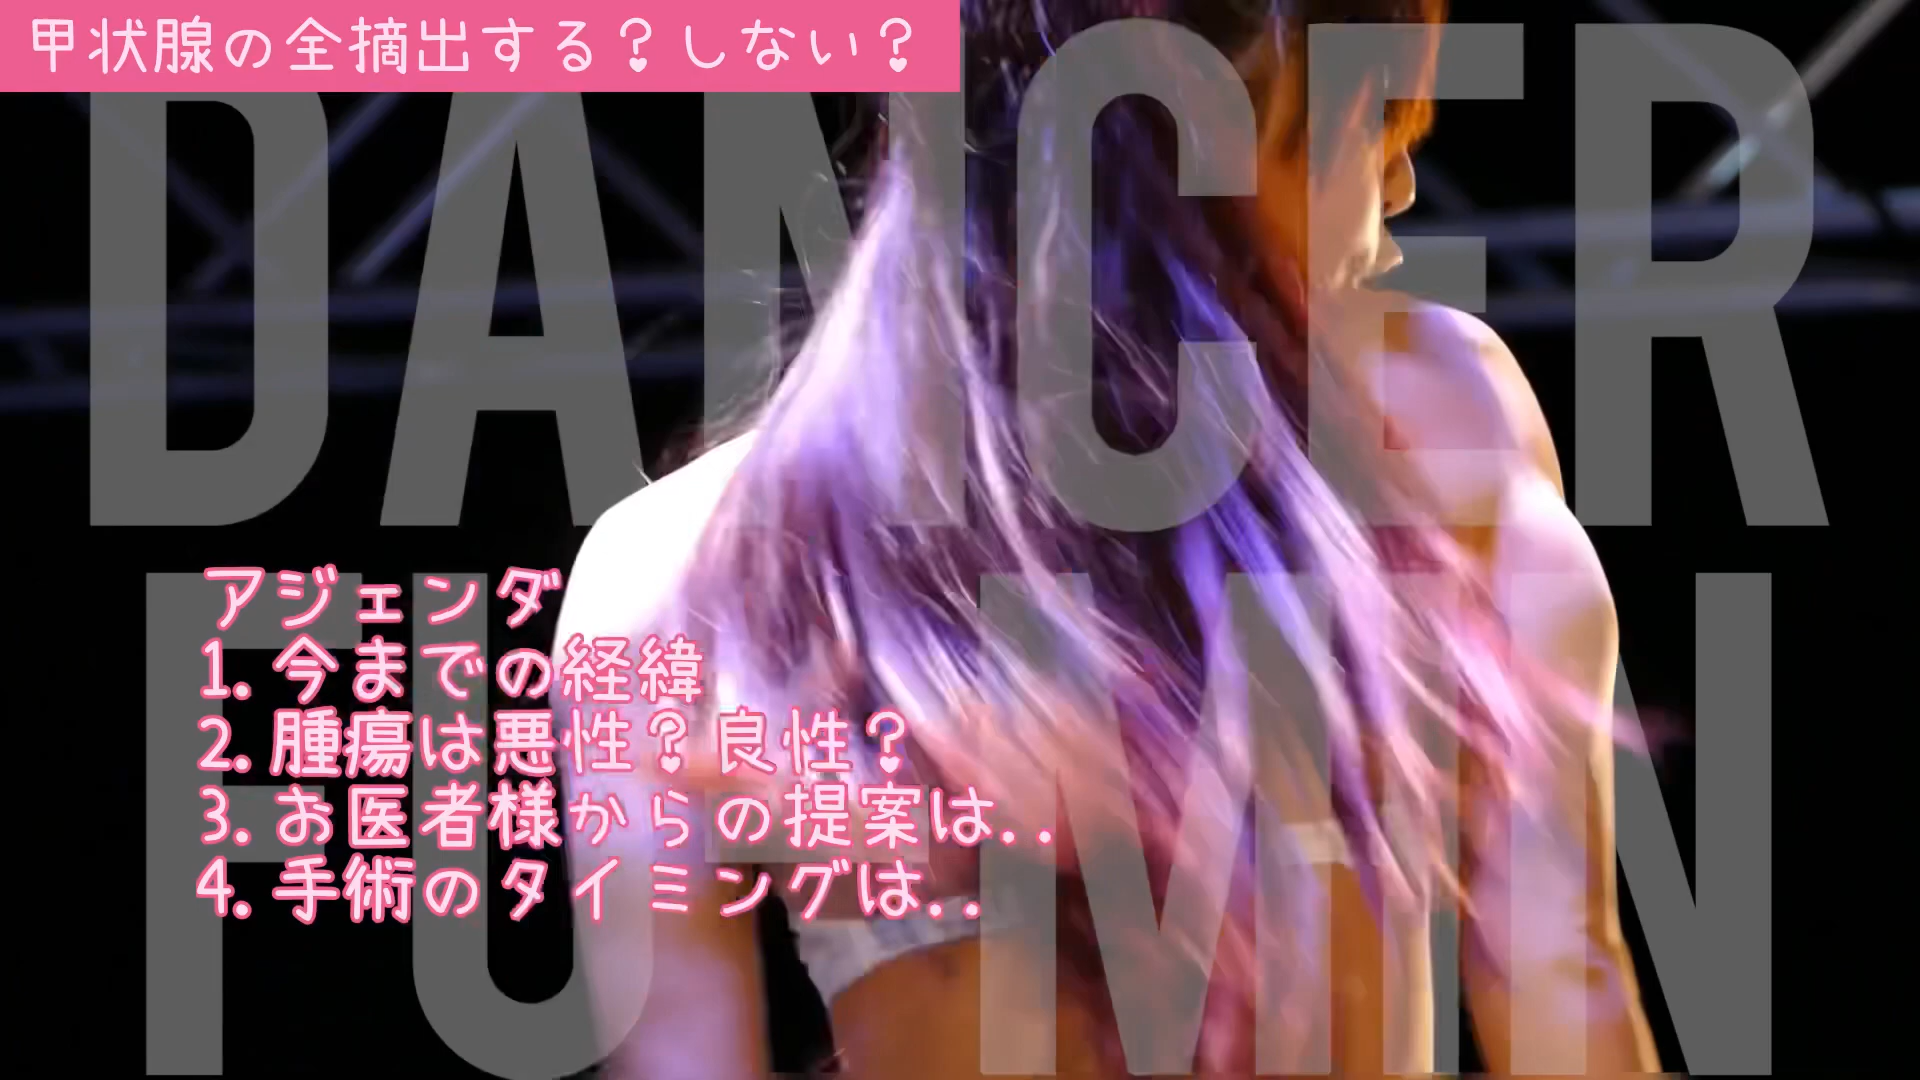 甲状腺の全摘出する？しない？
DANCER
アジェンダ
1. 今までの経緯
2. 腫瘍は悪性？良性？
3. お医者様からの提案は..
4. 手術のタイミングは..